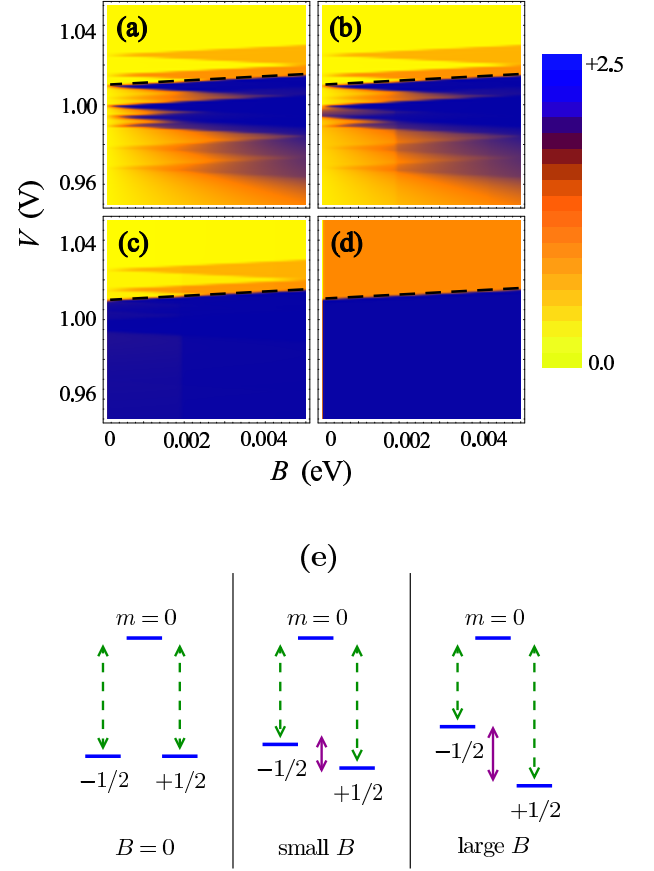 (a)
(b)
1.04
1.00
0.96
+2.5
0.0
V (V)
(c)
(d)
1.04
1.00
0.96
0
0.002
0.004
0
0.002
0.004
B (eV)
(e)
m = 0
m = 0
m = 0
−1/2
+1/2
−1/2
+1/2
−1/2
+1/2
B = 0
small B
large B